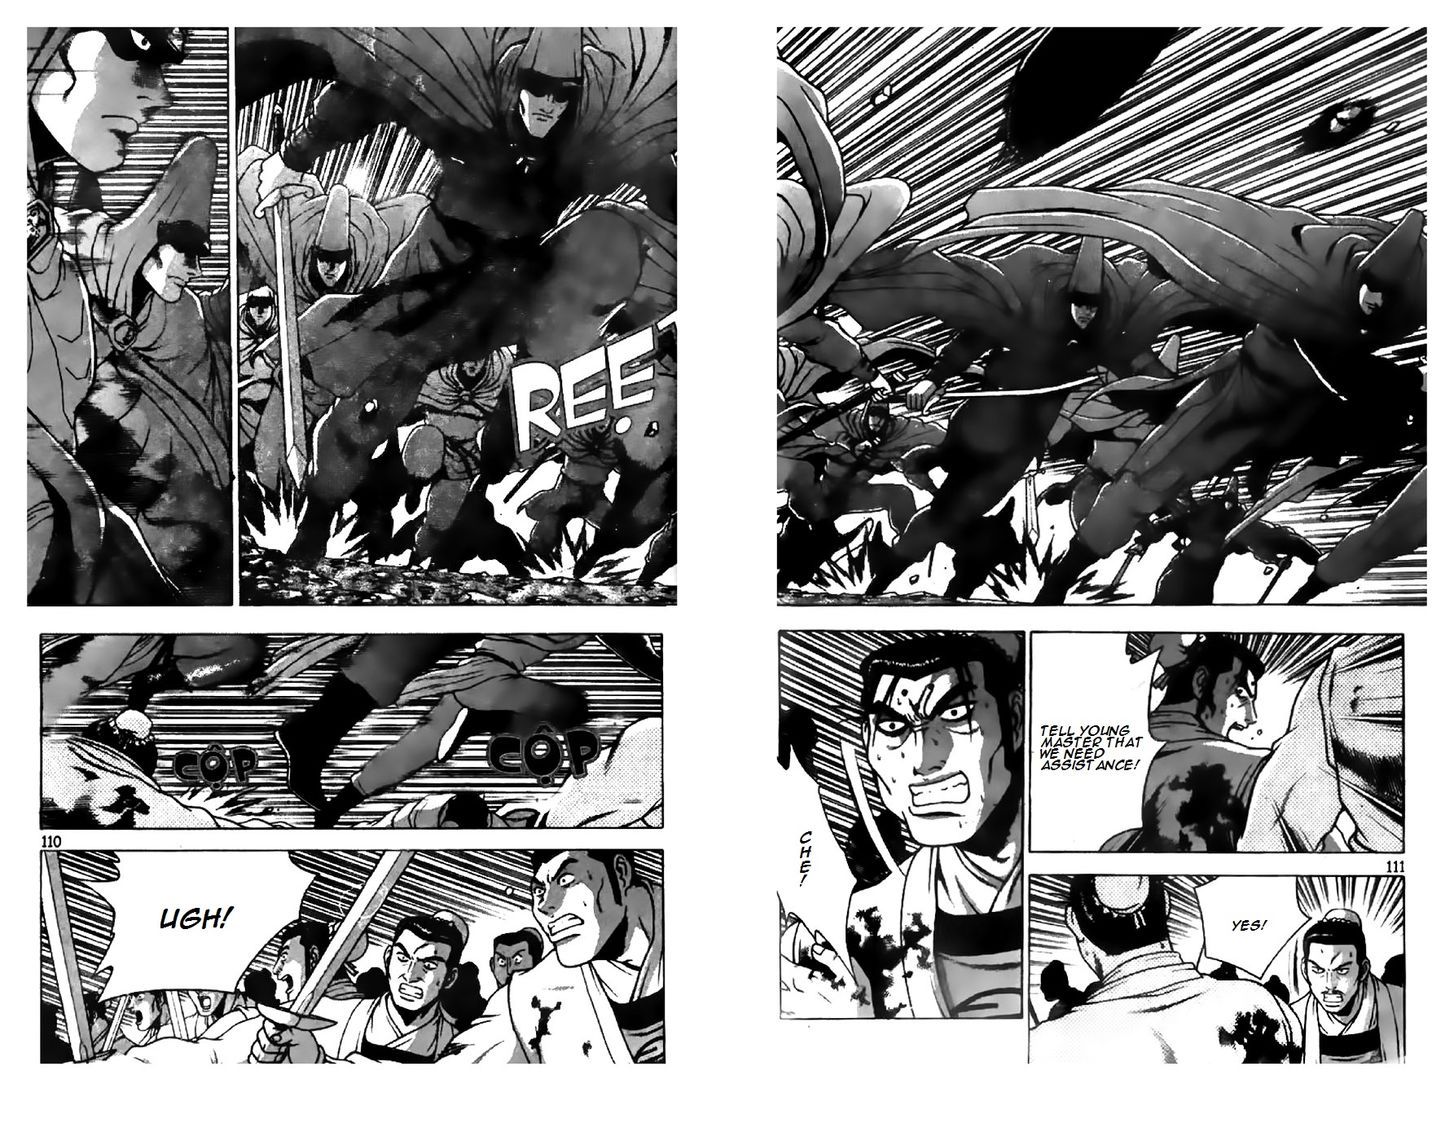 REE
CỘP
CỘP
110
UGH!
CHE!
TELL YOUNG
MASTER THAT
WE NEED
ASSISTANCE!
111
YES!